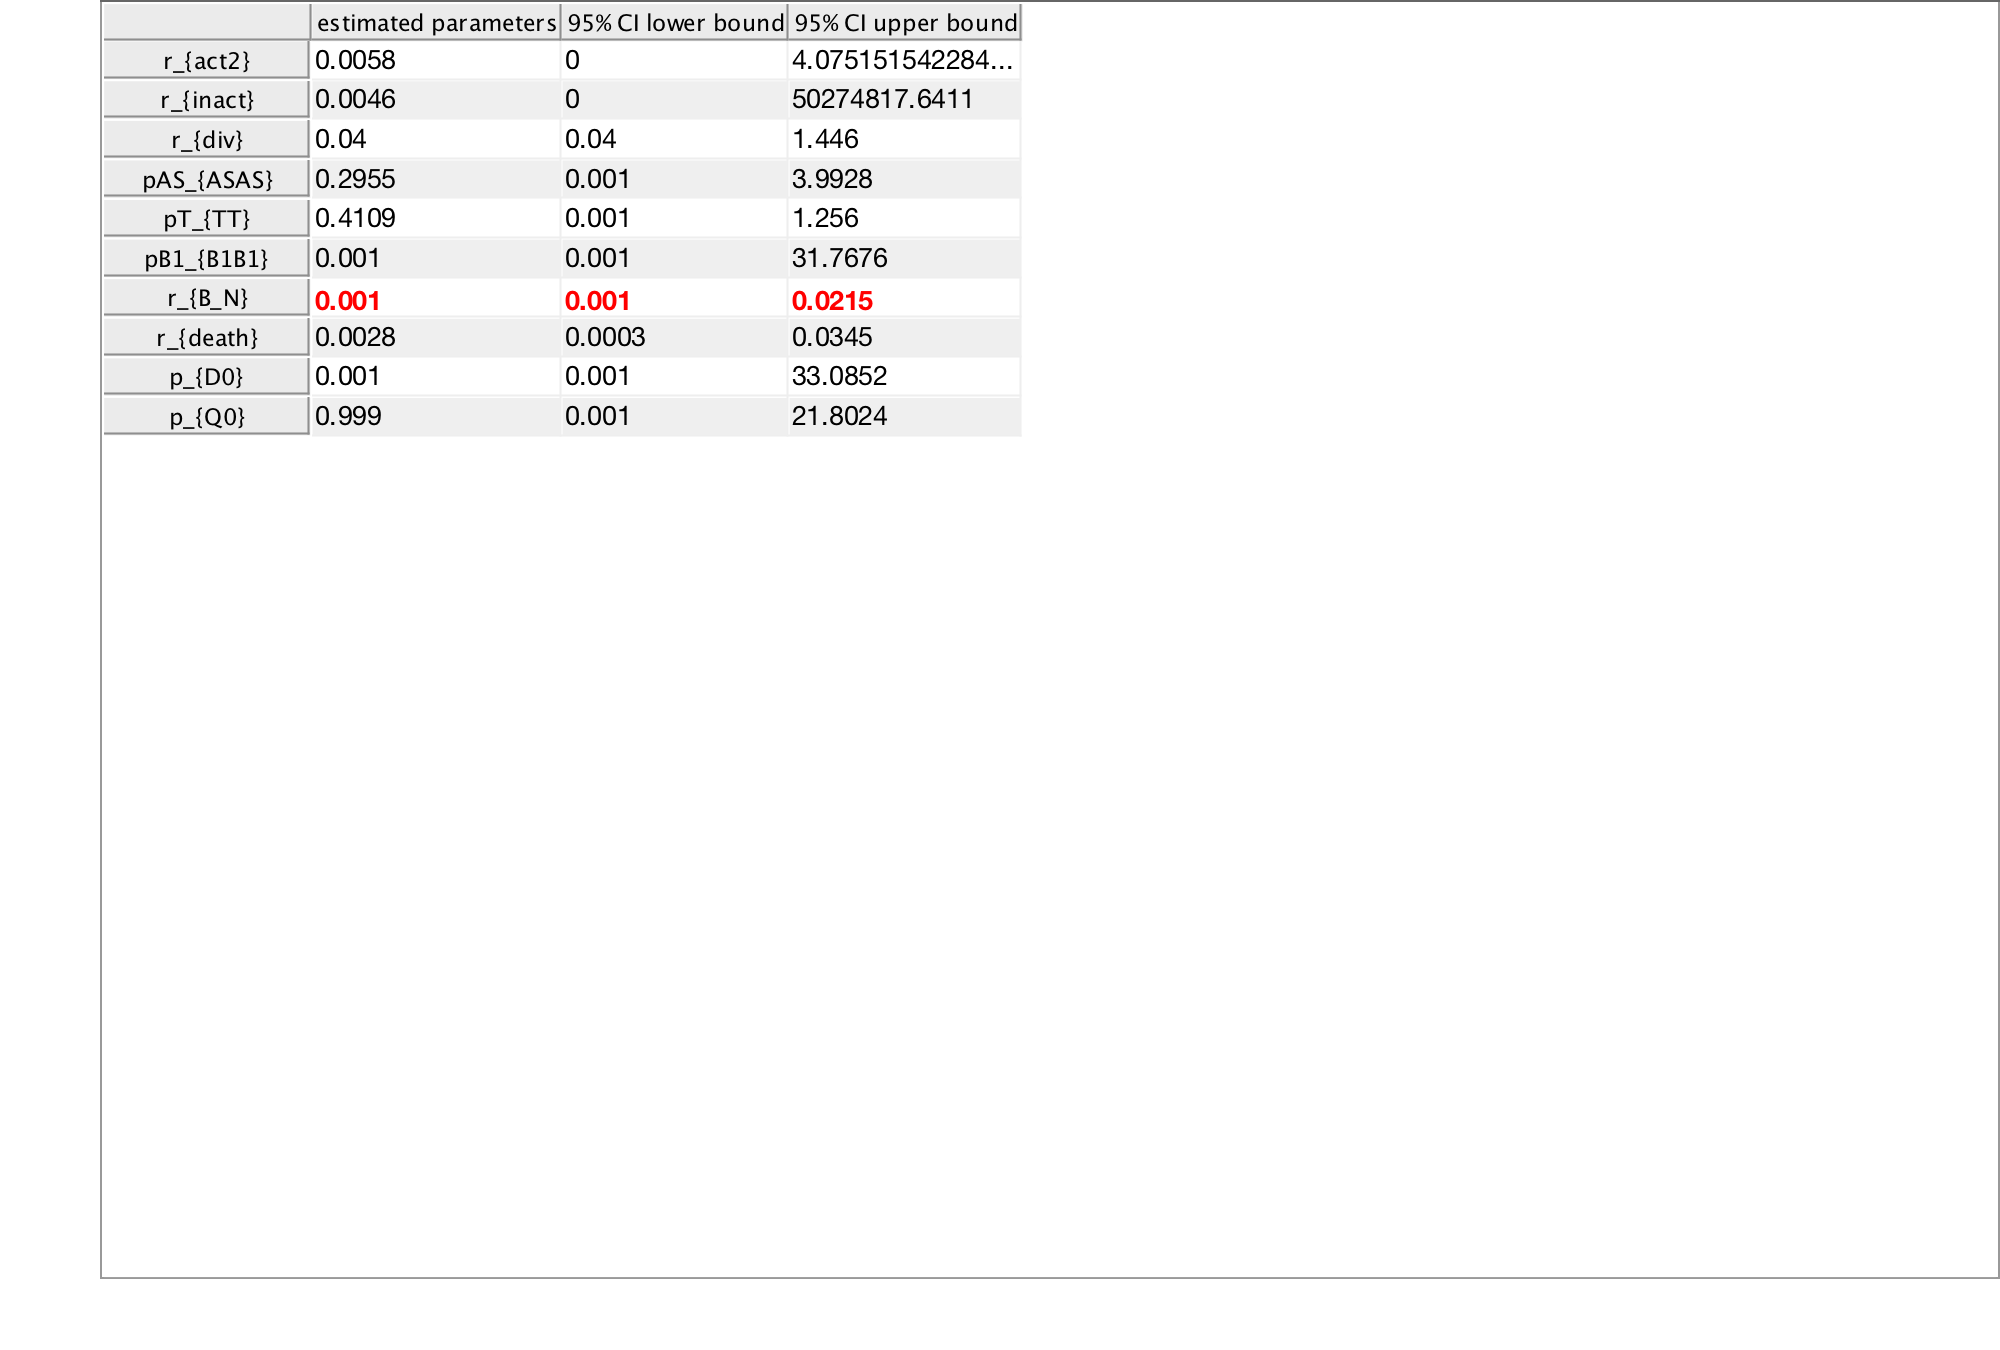 estimated parameters 95% CI lower bound 95% CI upper bound
r_{act2} 0.0058 0 4.075151542284...
r_{inact} 0.0046 0 50274817.6411
r_{div} 0.04 0.04 1.446
pAS_{ASAS} 0.2955 0.001 3.9928
pT_{TT} 0.4109 0.001 1.256
pB1_{B1B1} 0.001 0.001 31.7676
r_{B_N} 0.001 0.001 0.0215
r_{death} 0.0028 0.0003 0.0345
p_{D0} 0.001 0.001 33.0852
p_{Q0} 0.999 0.001 21.8024